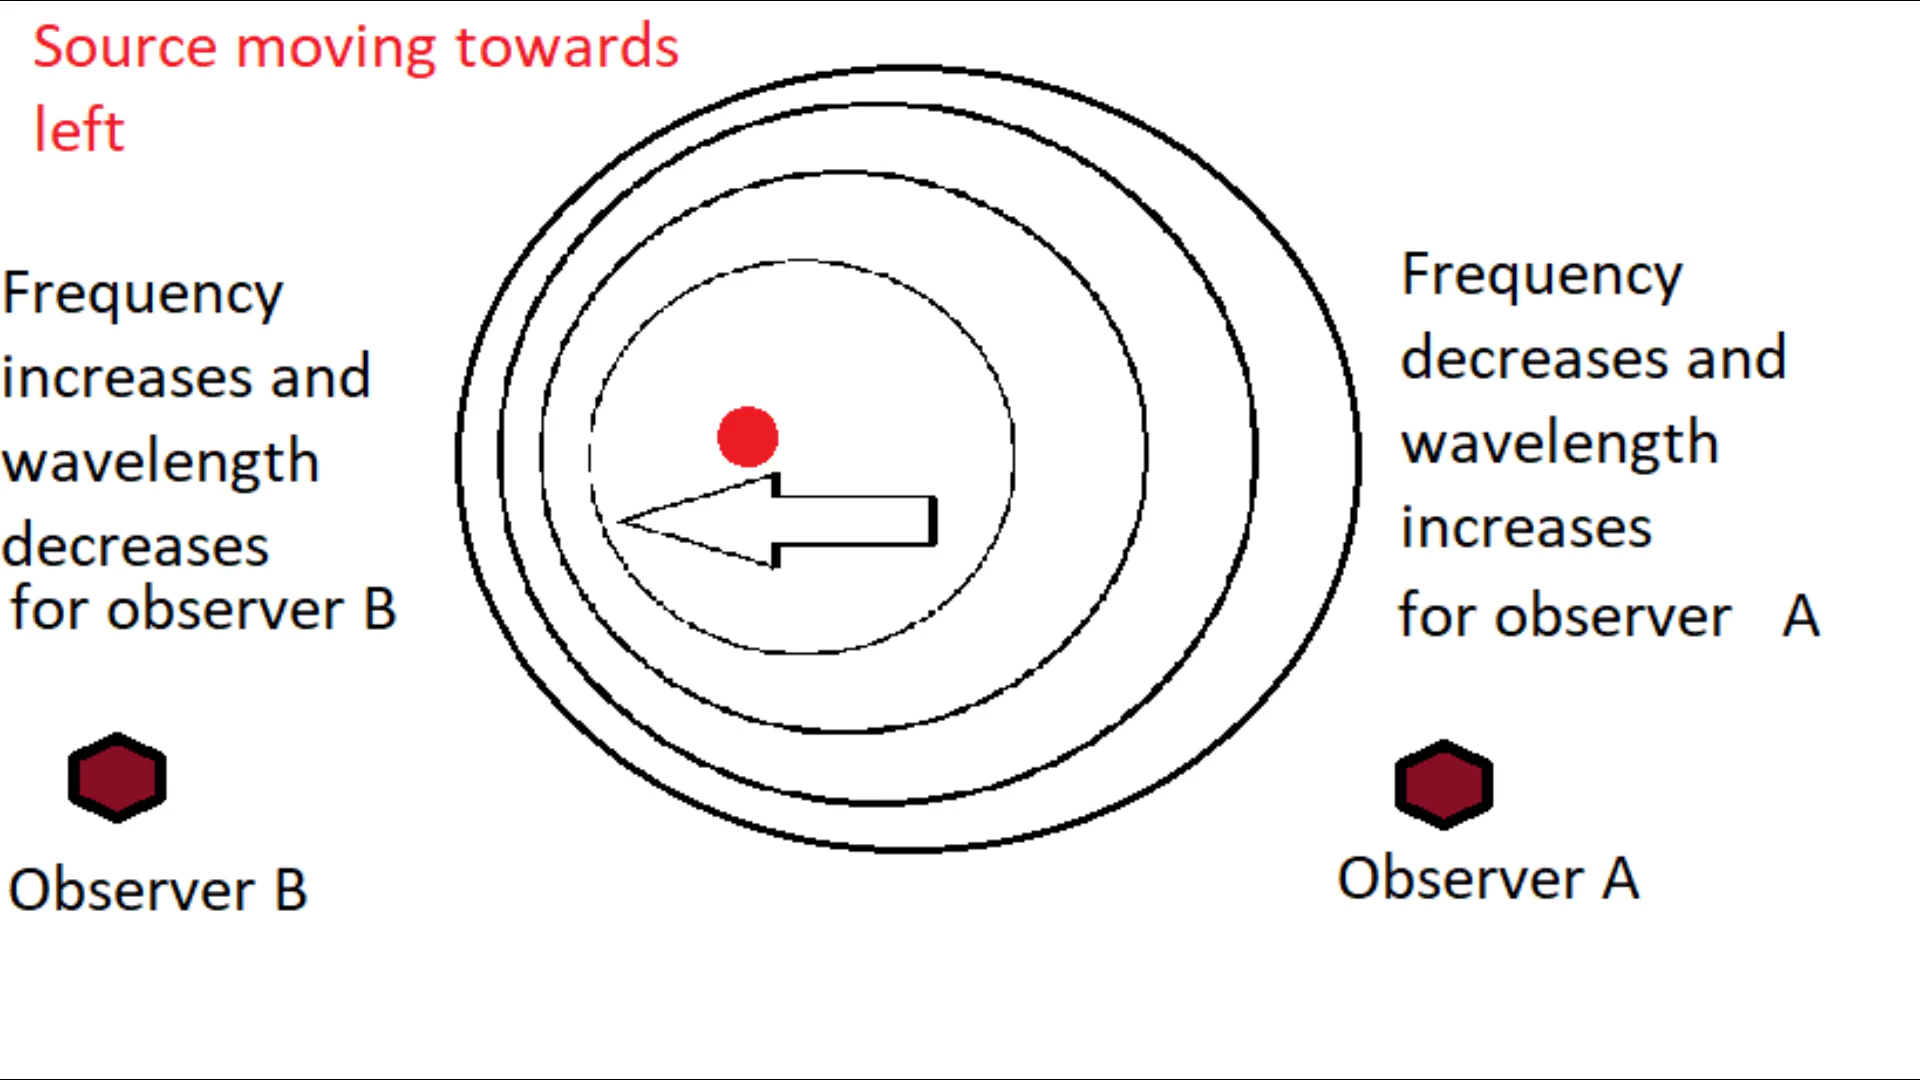 Source moving towards
left
Frequency
increases and
wavelength
decreases
for observer B
Frequency
decreases and
wavelength
increases
for observer A
Observer B
Observer A